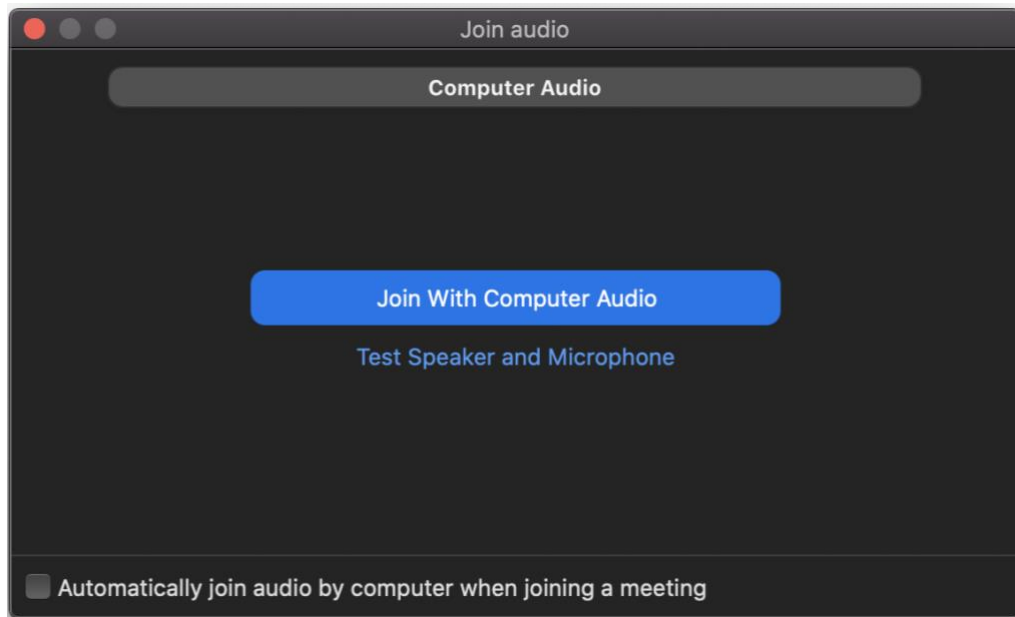 Join audio
Computer Audio
Join With Computer Audio
Test Speaker and Microphone
Automatically join audio by computer when joining a meeting